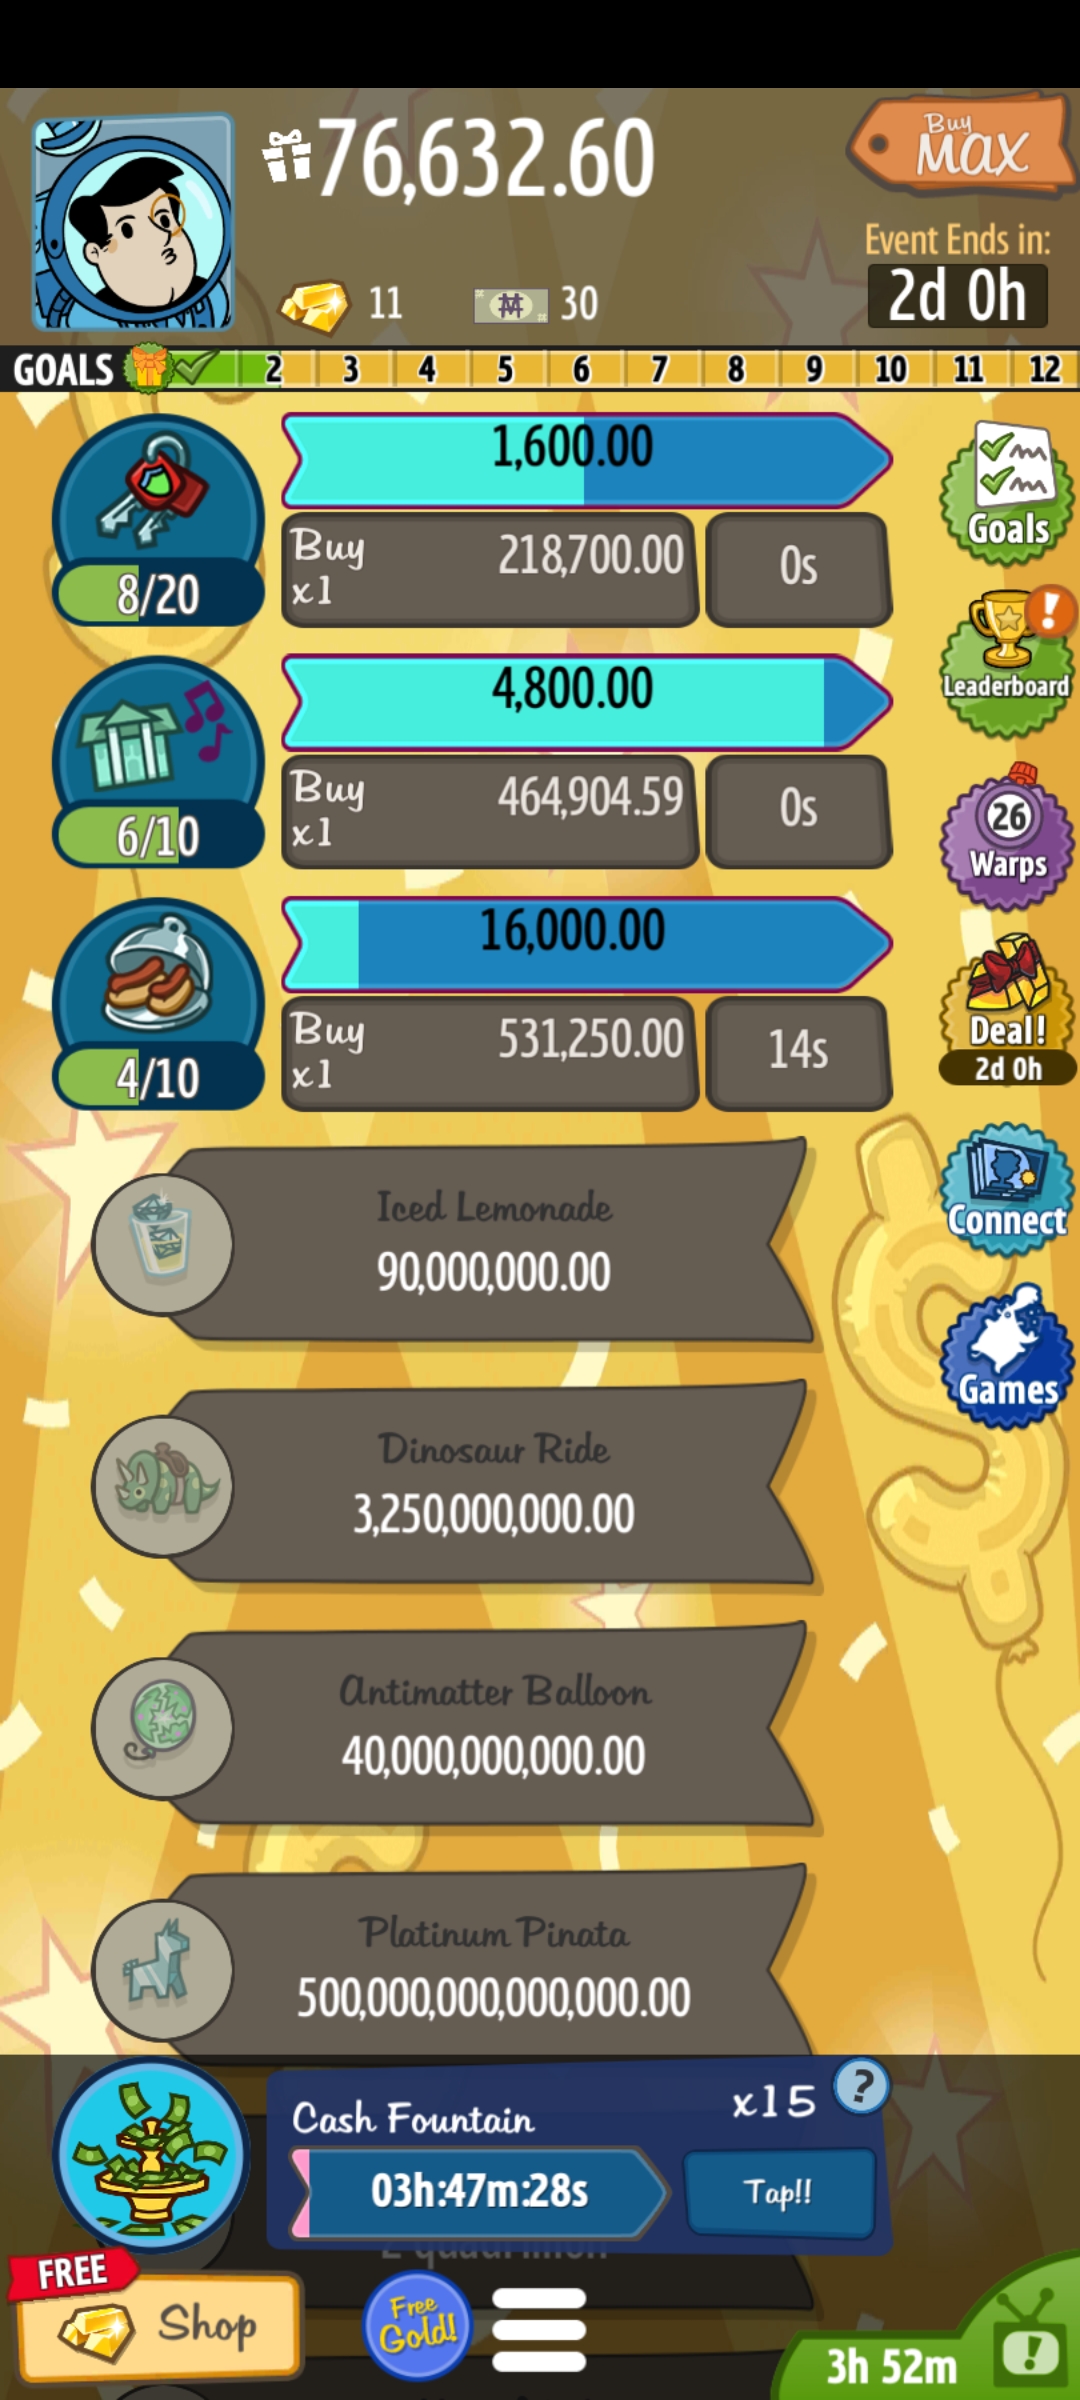 76,632.60
Buy
MAX
Event Ends in:
2d 0h
11
30
GOALS 2 3 4 5 6 7 8 9 10 11 12
1,600.00
8/20
Buy
x1
218,700.00
0s
Goals
4,800.00
6/10
Buy
x1
464,904.59
0s
Leaderboard
26
Warps
16,000.00
4/10
Buy
x1
531,250.00
14s
Deal!
2d 0h
Iced Lemonade
90,000,000.00
Connect
Games
Dinosaur Ride
3,250,000,000.00
Antimatter Balloon
40,000,000,000.00
Platinum Pinata
500,000,000,000,000.00
Cash Fountain
x15
?
03h:47m:28s
Tap!!
FREE
Shop
Free
Gold!
3h 52m